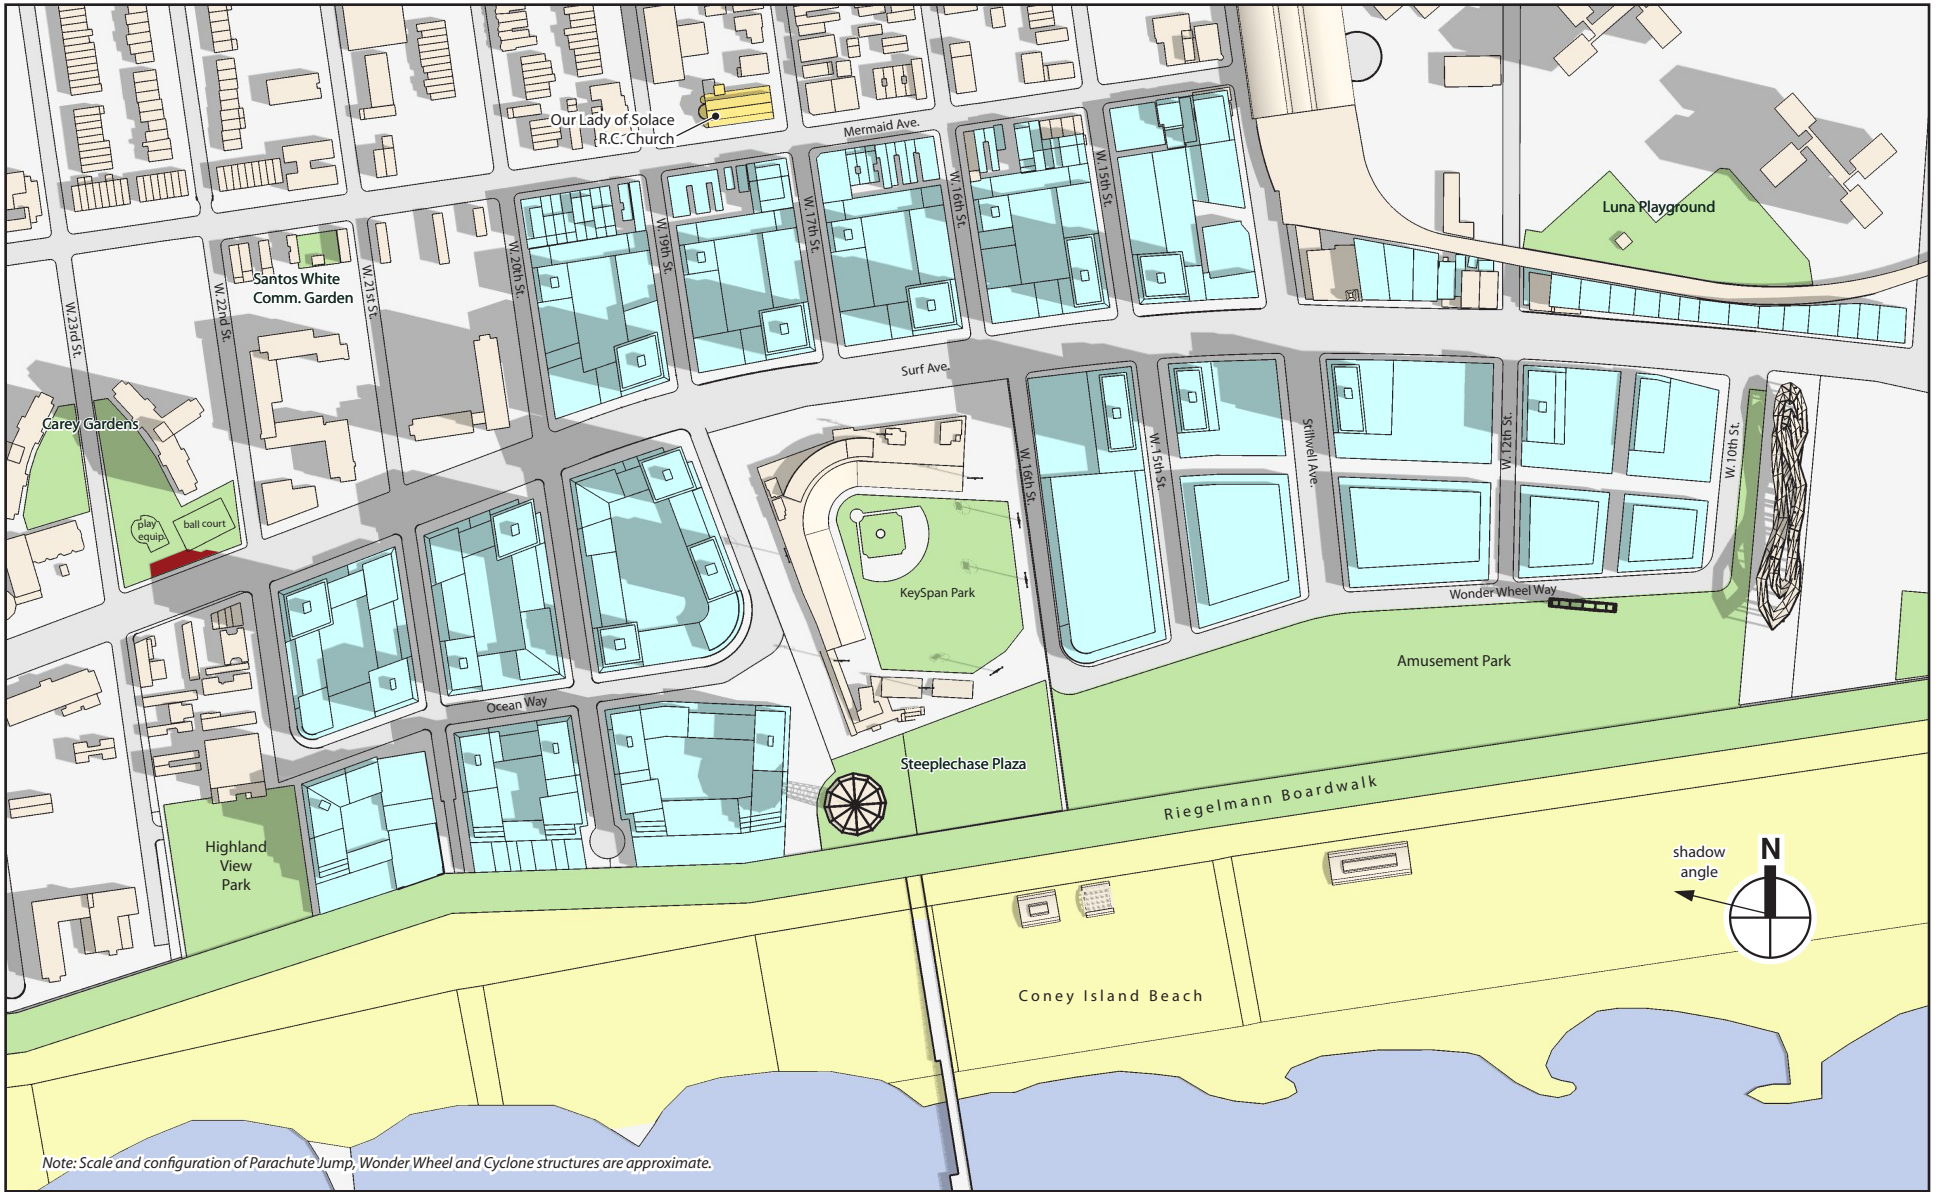 Our Lady of Solace
R.C. Church
Mermaid Ave.
Luna Playground
Santos White
Comm. Garden
W. 23rd St.
W. 22nd St.
W. 21st St.
W. 20th St.
W. 19th St.
W. 17th St.
W. 16th St.
W. 15th St.
Surf Ave.
Carey Gardens
play
equip.
ball court
KeySpan Park
W. 16th St.
W. 15th St.
Stillwell Ave.
W. 12th St.
W. 10th St.
Wonder Wheel Way
Amusement Park
Ocean Way
Steeplechase Plaza
Riegelmann Boardwalk
Highland
View
Park
shadow
angle
N
Coney Island Beach
Note: Scale and configuration of Parachute Jump, Wonder Wheel and Cyclone structures are approximate.